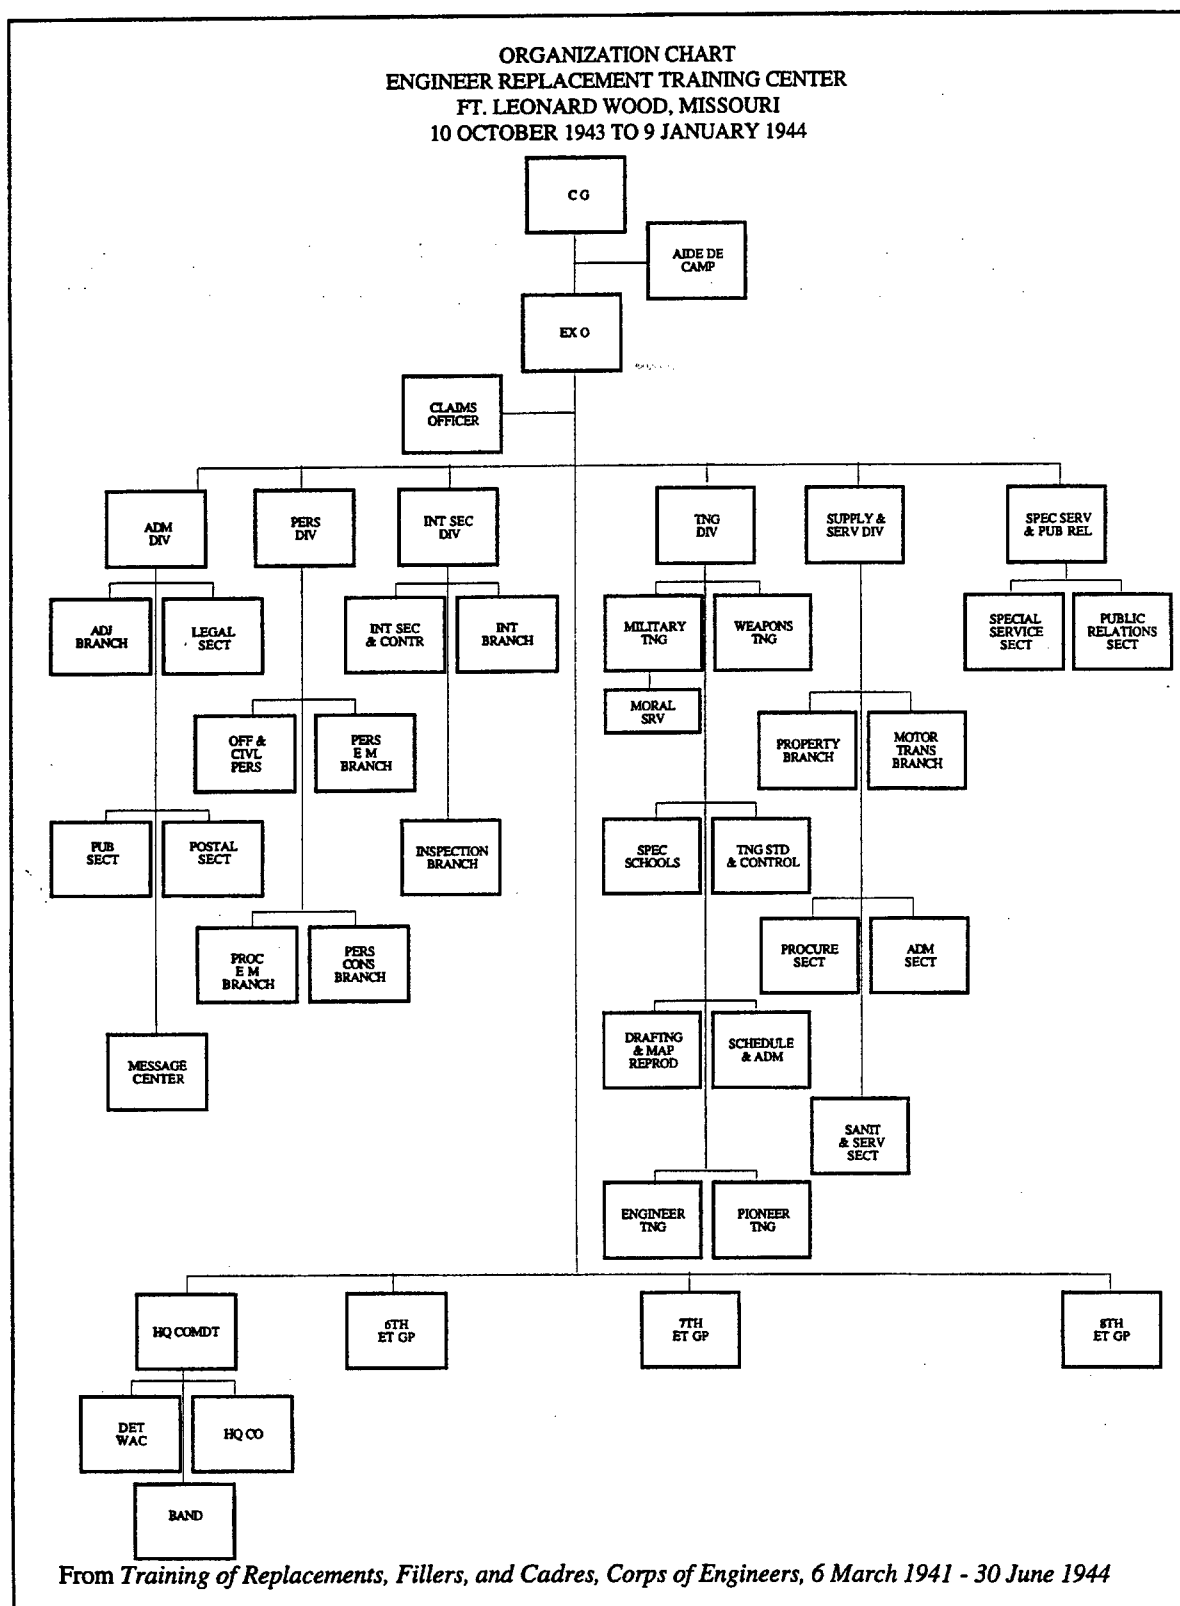 ORGANIZATION CHART
ENGINEER REPLACEMENT TRAINING CENTER
FT. LEONARD WOOD, MISSOURI
10 OCTOBER 1943 TO 9 JANUARY 1944
C G
AIDE DE
CAMP
EX O
CLAIMS
OFFICER
ADM
DIV
PERS
DIV
INT SEC
DIV
TNG
DIV
SUPPLY &
SERV DIV
SPEC SERV
& PUB REL
ADJ
BRANCH
LEGAL
SECT
INT SEC
& CONTR
INT
BRANCH
MILITARY
TNG
WEAPONS
TNG
SPECIAL
SERVICE
SECT
PUBLIC
RELATIONS
SECT
MORAL
SRV
OFF &
CIVL
PERS
PERS
E M
BRANCH
PROPERTY
BRANCH
MOTOR
TRANS
BRANCH
PUB
SECT
POSTAL
SECT
INSPECTION
BRANCH
SPEC
SCHOOLS
TNG STD
& CONTROL
PROC
E M
BRANCH
PERS
CONS
BRANCH
PROCURE
SECT
ADM
SECT
MESSAGE
CENTER
DRAFTNG
& MAP
REPROD
SCHEDULE
& ADM
SANIT
& SERV
SECT
ENGINEER
TNG
PIONEER
TNG
HQ COMDT
6TH
ET GP
7TH
ET GP
8TH
ET GP
DET
WAC
HQ CO
BAND
From Training of Replacements, Fillers, and Cadres, Corps of Engineers, 6 March 1941 - 30 June 1944